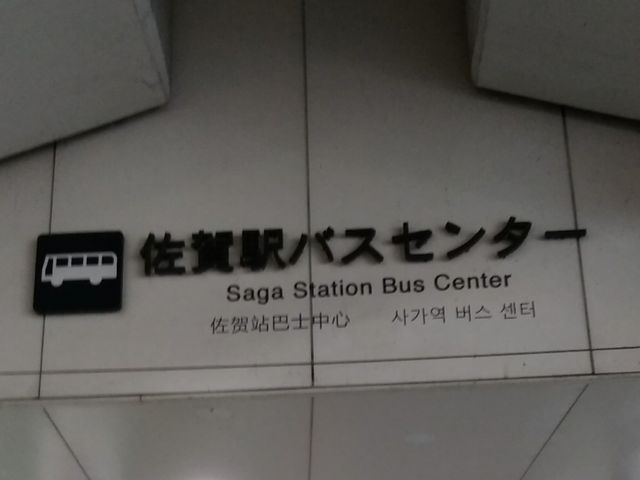 佐賀駅バスセンター
Saga Station Bus Center
佐贺站巴士中心 사가역 버스 센터